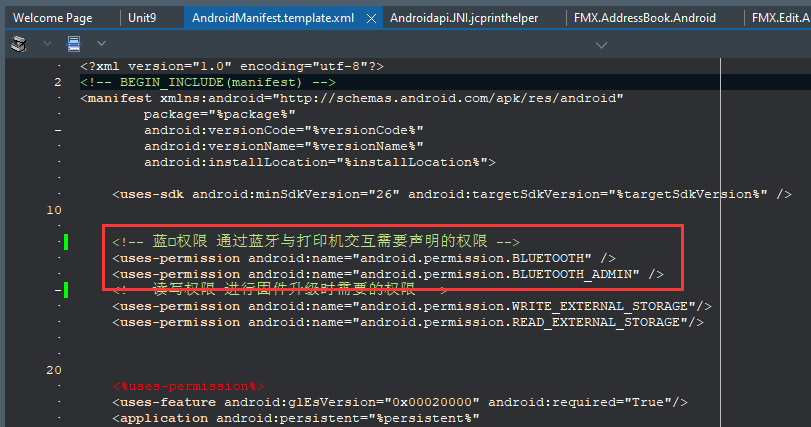 Welcome Page Unit9 AndroidManifest.template.xml AndroidapiJNI.jcprinthelper FMX.AddressBook.Android FMX.Edit.A
<?xml version="1.0" encoding="utf-8"?>
2 <!-- BEGIN_INCLUDE(manifest) -->
<manifest xmlns:android="http://schemas.android.com/apk/res/android"
package="%package%"
android:versionCode="%versionCode%"
android:versionName="%versionName%"
android:installLocation="%installLocation%">
<uses-sdk android:minSdkVersion="26" android:targetSdkVersion="%targetSdkVersion%" />
10
<!-- 蓝□权限 通过蓝牙与打印机交互需要声明的权限 -->
<uses-permission android:name="android.permission.BLUETOOTH" />
<uses-permission android:name="android.permission.BLUETOOTH_ADMIN" />
<!-- 读写权限 进行固件升级时需要的权限 -->
<uses-permission android:name="android.permission.WRITE_EXTERNAL_STORAGE"/>
<uses-permission android:name="android.permission.READ_EXTERNAL_STORAGE"/>
20
<%uses-permission%>
<uses-feature android:glEsVersion="0x00020000" android:required="True"/>
<application android:persistent="%persistent%"